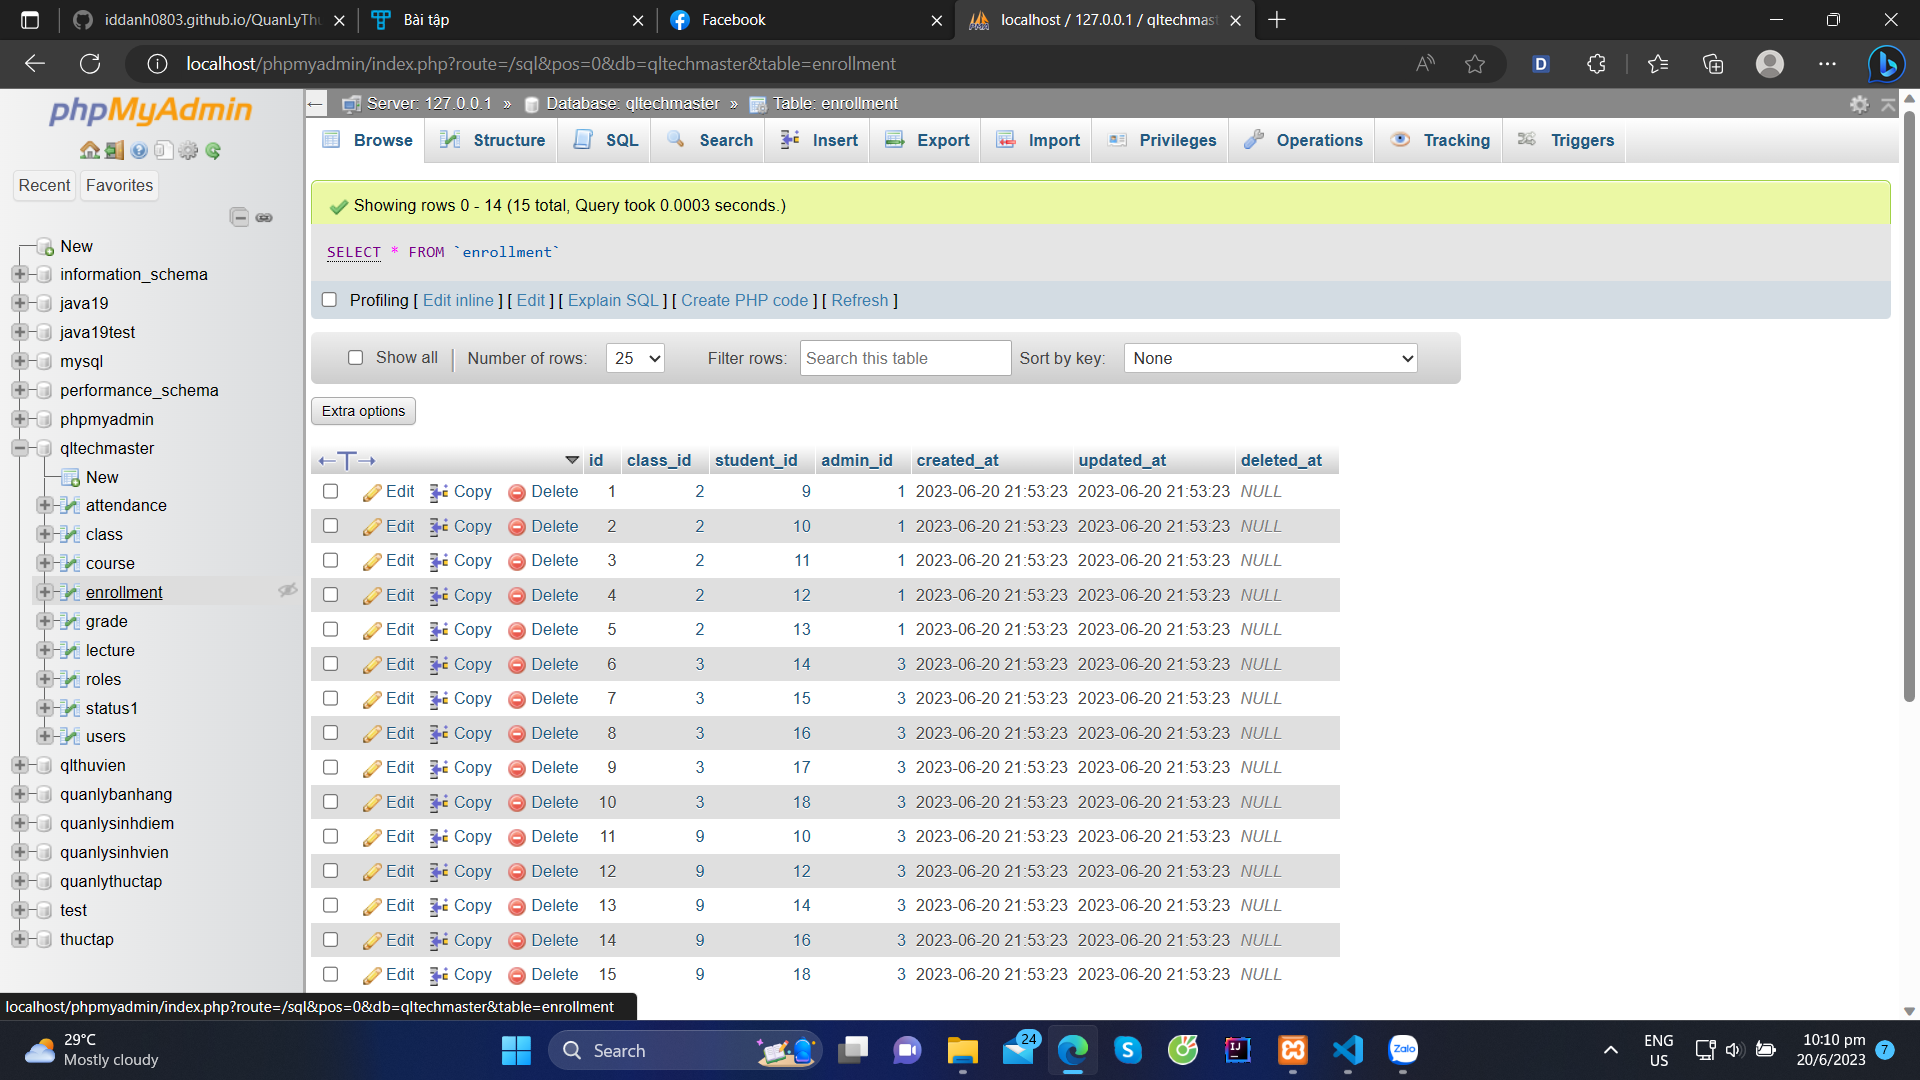 iddanh0803.github.io/QuanLyThu
Bài tập
Facebook
localhost / 127.0.0.1 / qltechmast
localhost/phpmyadmin/index.php?route=/sql&pos=0&db=qltechmaster&table=enrollment
phpMyAdmin
Recent
Favorites
New
information_schema
java19
java19test
mysql
performance_schema
phpmyadmin
qltechmaster
New
attendance
class
course
enrollment
grade
lecture
roles
status1
users
qlthuvien
quanlybanhang
quanlysinhdiem
quanlysinhvien
quanlythuctap
test
thuctap
Server: 127.0.0.1 » Database: qltechmaster » Table: enrollment
Browse Structure SQL Search Insert Export Import Privileges Operations Tracking Triggers
Showing rows 0 - 14 (15 total, Query took 0.0003 seconds.)
SELECT * FROM `enrollment`
Profiling [ Edit inline ] [ Edit ] [ Explain SQL ] [ Create PHP code ] [ Refresh ]
Show all Number of rows: 25 Filter rows: Search this table Sort by key: None
Extra options
id class_id student_id admin_id created_at updated_at deleted_at
Edit Copy Delete 1 2 9 1 2023-06-20 21:53:23 2023-06-20 21:53:23 NULL
Edit Copy Delete 2 2 10 1 2023-06-20 21:53:23 2023-06-20 21:53:23 NULL
Edit Copy Delete 3 2 11 1 2023-06-20 21:53:23 2023-06-20 21:53:23 NULL
Edit Copy Delete 4 2 12 1 2023-06-20 21:53:23 2023-06-20 21:53:23 NULL
Edit Copy Delete 5 2 13 1 2023-06-20 21:53:23 2023-06-20 21:53:23 NULL
Edit Copy Delete 6 3 14 3 2023-06-20 21:53:23 2023-06-20 21:53:23 NULL
Edit Copy Delete 7 3 15 3 2023-06-20 21:53:23 2023-06-20 21:53:23 NULL
Edit Copy Delete 8 3 16 3 2023-06-20 21:53:23 2023-06-20 21:53:23 NULL
Edit Copy Delete 9 3 17 3 2023-06-20 21:53:23 2023-06-20 21:53:23 NULL
Edit Copy Delete 10 3 18 3 2023-06-20 21:53:23 2023-06-20 21:53:23 NULL
Edit Copy Delete 11 9 10 3 2023-06-20 21:53:23 2023-06-20 21:53:23 NULL
Edit Copy Delete 12 9 12 3 2023-06-20 21:53:23 2023-06-20 21:53:23 NULL
Edit Copy Delete 13 9 14 3 2023-06-20 21:53:23 2023-06-20 21:53:23 NULL
Edit Copy Delete 14 9 16 3 2023-06-20 21:53:23 2023-06-20 21:53:23 NULL
Edit Copy Delete 15 9 18 3 2023-06-20 21:53:23 2023-06-20 21:53:23 NULL
localhost/phpmyadmin/index.php?route=/sql&pos=0&db=qltechmaster&table=enrollment
29°C
Mostly cloudy
Search
24
Zalo
ENG
US
10:10 pm
20/6/2023
7